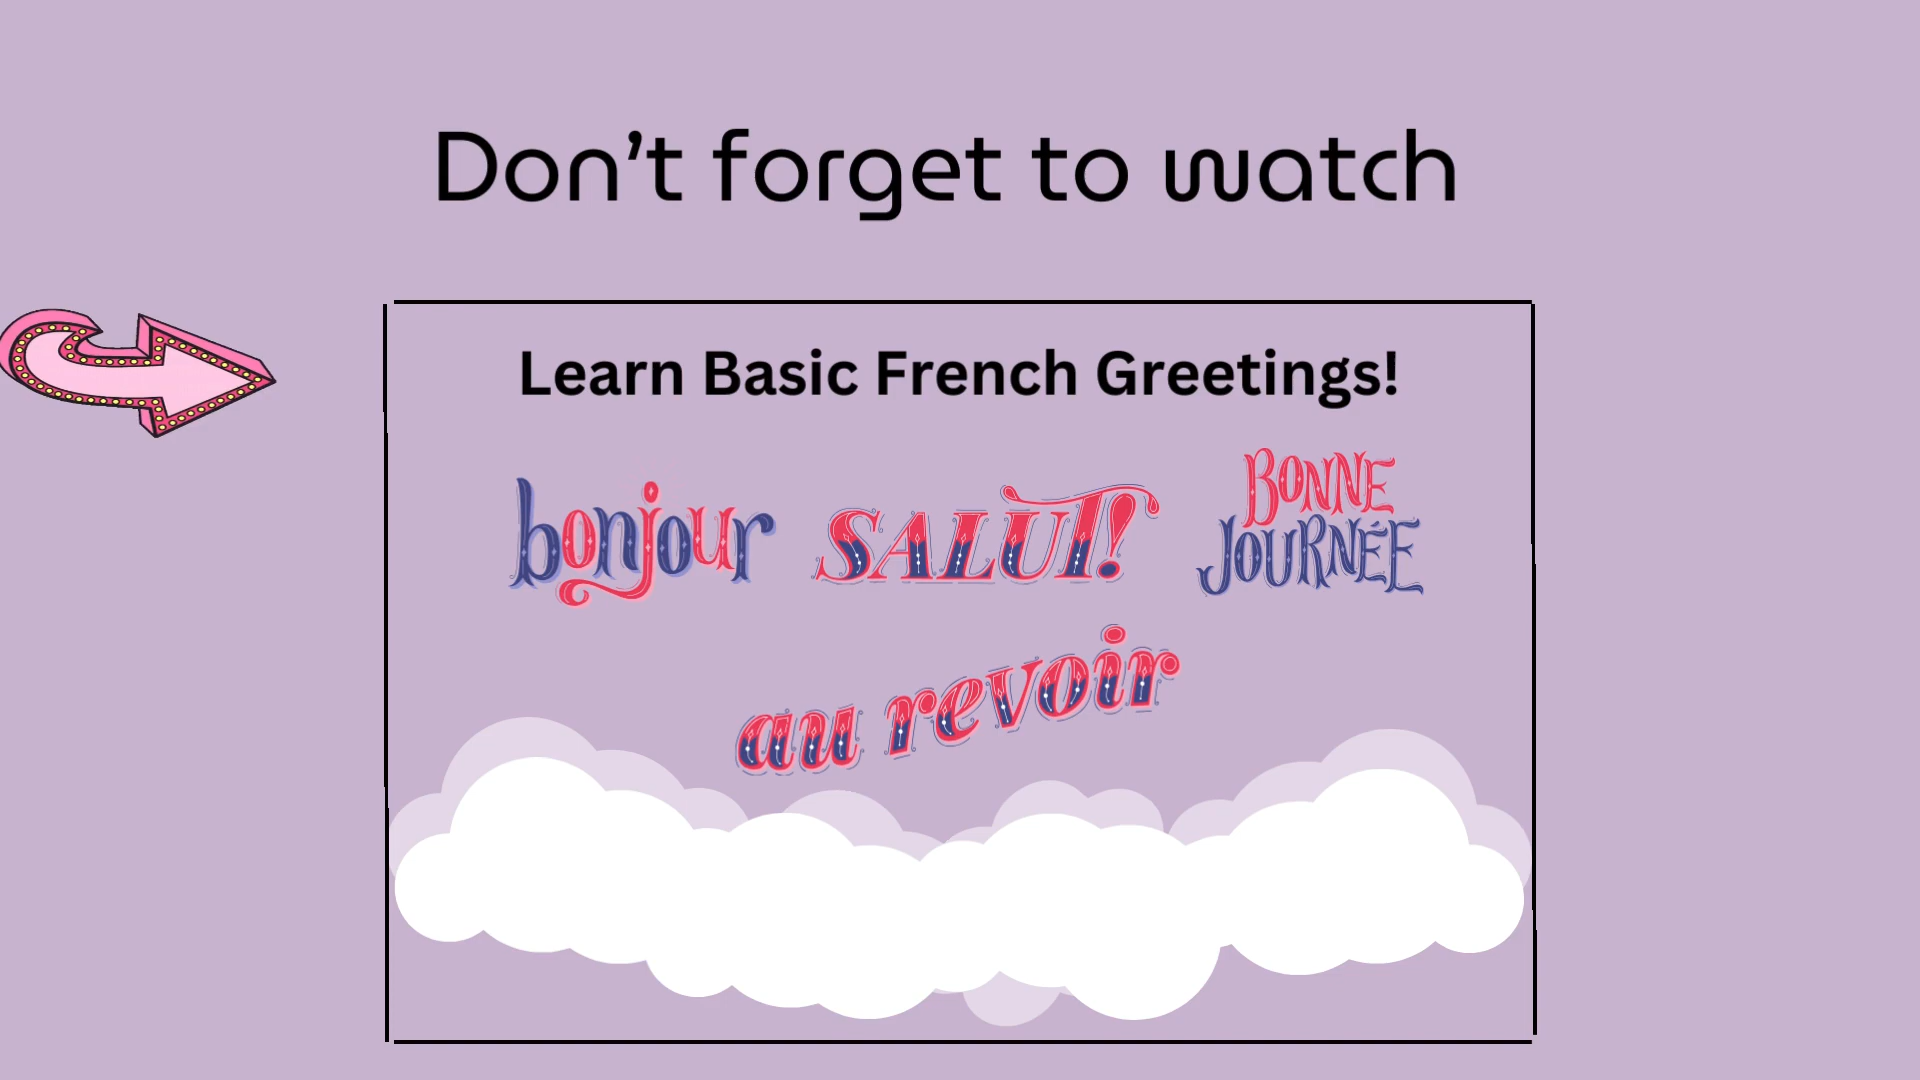 Don't forget to watch
Learn Basic French Greetings!
bonjour SALUT! BONNE
JOURNÉE
au revoir